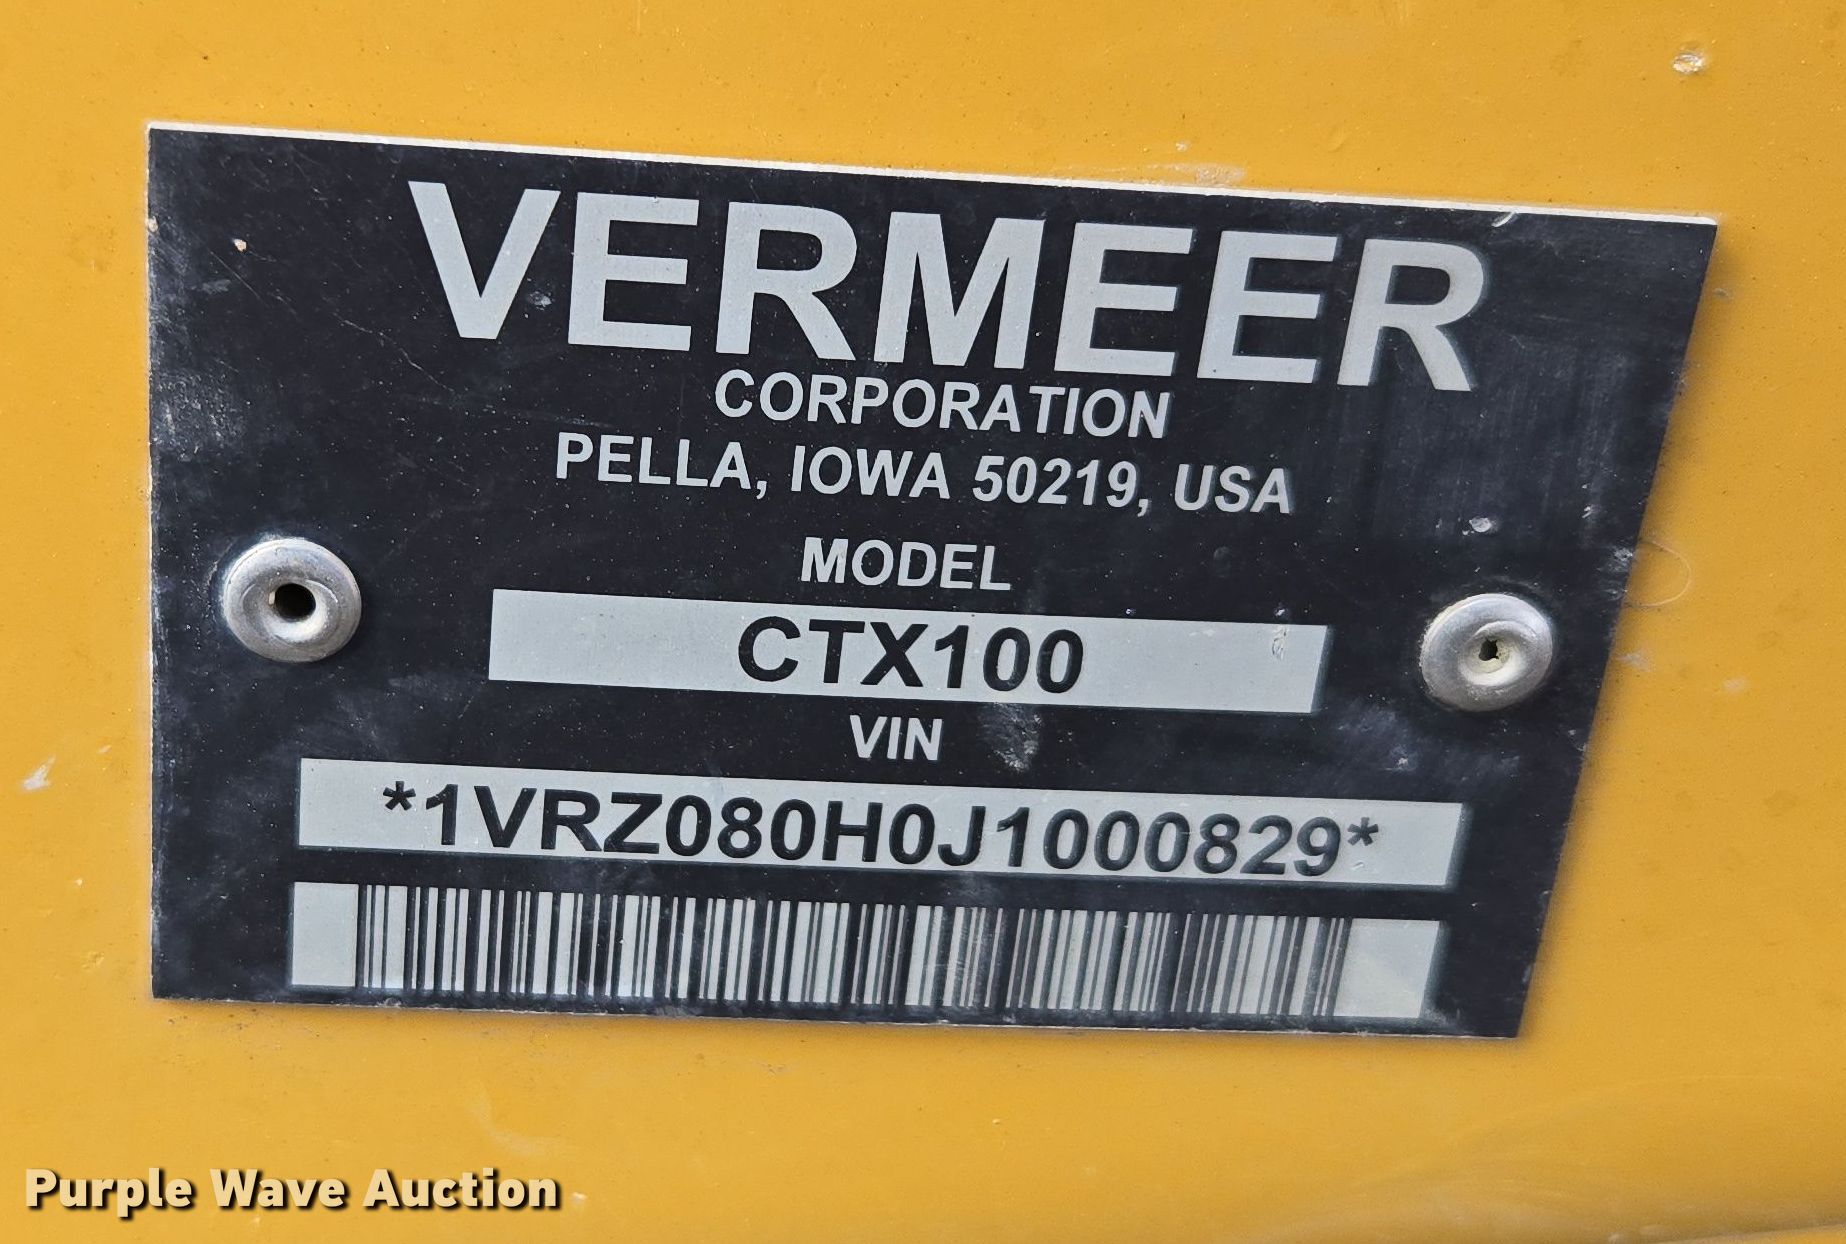 VERMEER
CORPORATION
PELLA, IOWA 50219, USA
MODEL
CTX100
VIN
*1VRZ080H0J1000829*
Purple Wave Auction